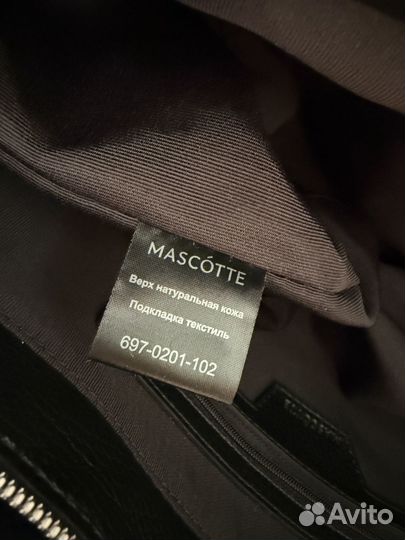 MASCÓTTE
Верх натуральная кожа
Подкладка текстиль
697-0201-102
Avito